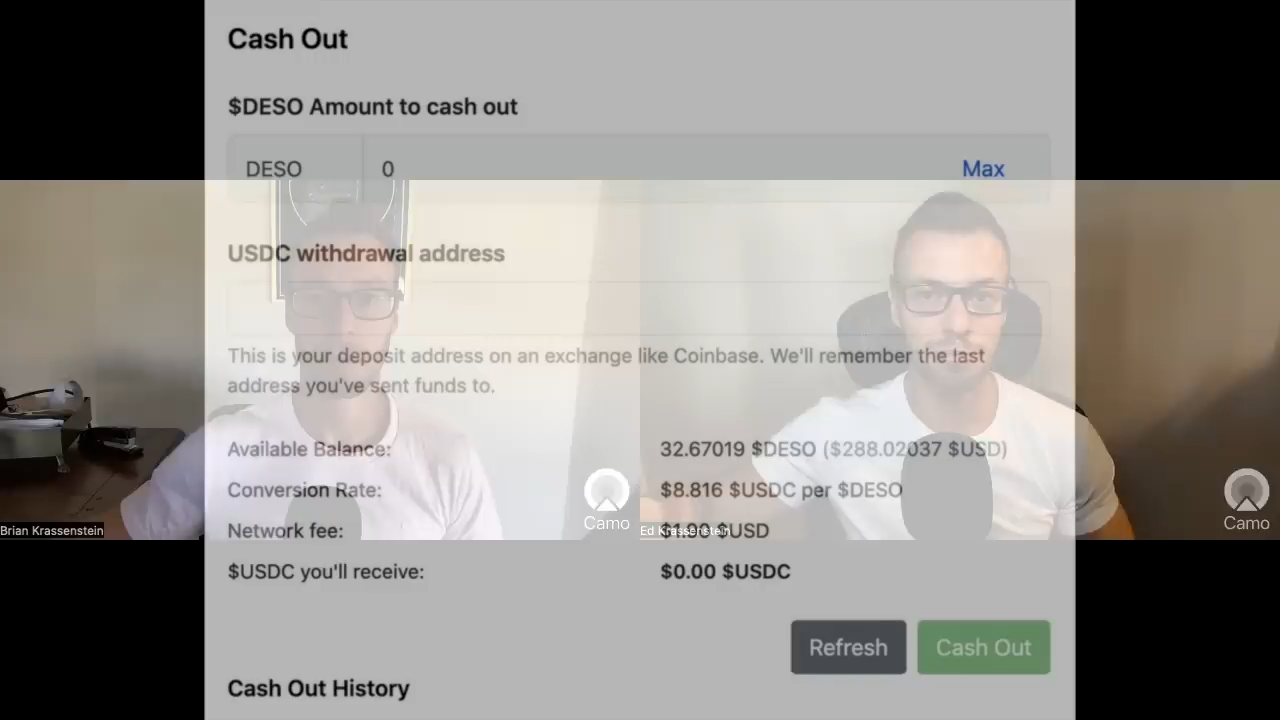 Cash Out
$DESO Amount to cash out
DESO 0 Max
USDC withdrawal address
This is your deposit address on an exchange like Coinbase. We'll remember the last
address you've sent funds to.
Available Balance: 32.67019 $DESO ($288.02037 $USD)
Conversion Rate: $8.816 $USDC per $DESO
Camo Camo
Brian Krassenstein Ed Krassenstein
Network fee: $USD
$USDC you'll receive: $0.00 $USDC
Refresh Cash Out
Cash Out History